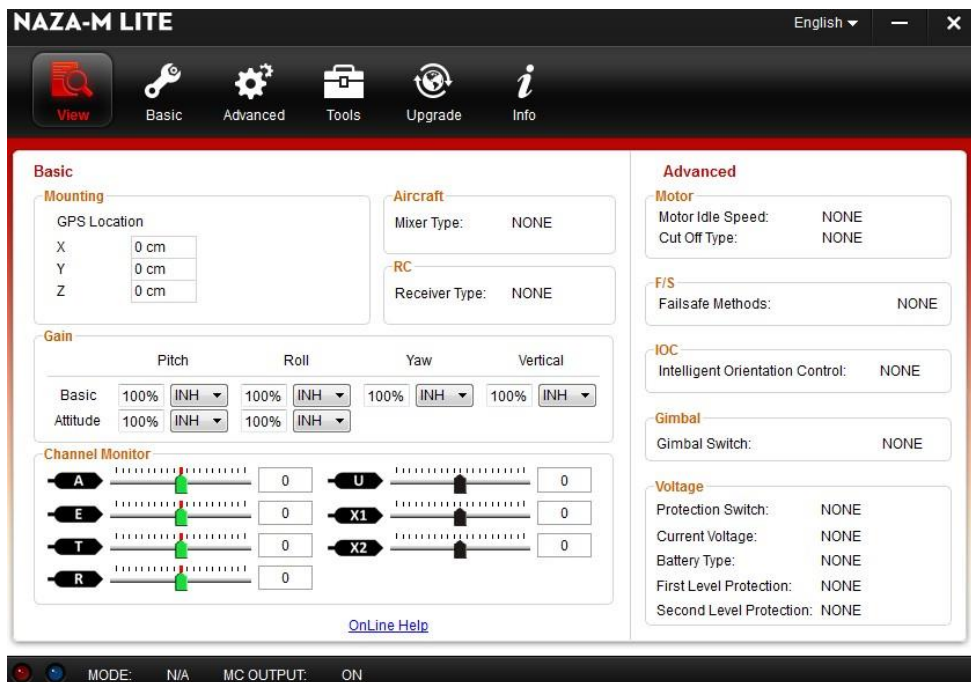 NAZA-M LITE
English
View Basic Advanced Tools Upgrade Info
Basic
Mounting
GPS Location
X 0 cm
Y 0 cm
Z 0 cm
Aircraft
Mixer Type: NONE
RC
Receiver Type: NONE
Gain
Pitch Roll Yaw Vertical
Basic 100% INH 100% INH 100% INH 100% INH
Attitude 100% INH 100% INH
Channel Monitor
A 0
E 0
T 0
R 0
U 0
X1 0
X2 0
OnLine Help
Advanced
Motor
Motor Idle Speed: NONE
Cut Off Type: NONE
F/S
Failsafe Methods: NONE
IOC
Intelligent Orientation Control: NONE
Gimbal
Gimbal Switch: NONE
Voltage
Protection Switch: NONE
Current Voltage: NONE
Battery Type: NONE
First Level Protection: NONE
Second Level Protection: NONE
MODE: N/A MC OUTPUT: ON